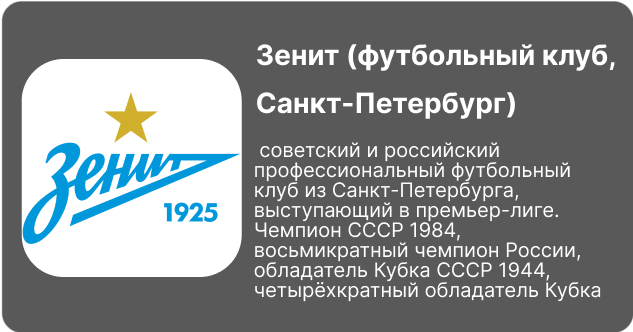 Зенит (футбольный клуб,
Санкт-Петербург)
Зенит
1925
советский и российский
профессиональный футбольный
клуб из Санкт-Петербурга,
выступающий в премьер-лиге.
Чемпион СССР 1984,
восьмикратный чемпион России,
обладатель Кубка СССР 1944,
четырёхкратный обладатель Кубка